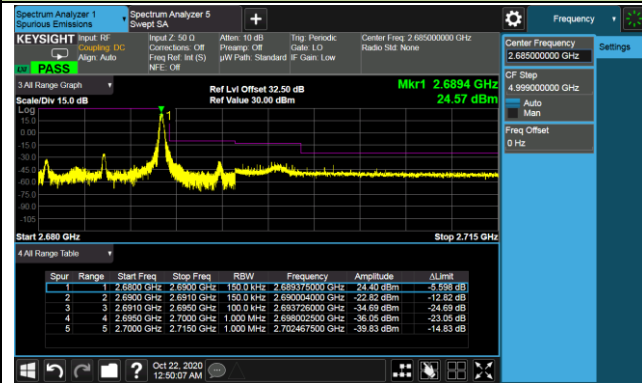 Spectrum Analyzer 1
Spurious Emissions
Spectrum Analyzer 5
Swept SA
Frequency
KEYSIGHT
Input: RF
Coupling: DC
Align: Auto
PASS
Input Z: 50 Ω
Corrections: Off
Freq Ref: Int (S)
NFE: Off
Atten: 10 dB
Preamp: Off
µW Path: Standard
Trig: Periodic
Gate: LO
IF Gain: Low
Center Freq: 2.685000000 GHz
Radio Std: None
Center Frequency
2.685000000 GHz
Settings
CF Step
4.999000000 GHz
Auto
Man
Freq Offset
0 Hz
3 All Range Graph
Scale/Div 15.0 dB
Ref Lvl Offset 32.50 dB
Ref Value 30.00 dBm
Mkr1 2.6894 GHz
24.57 dBm
Log
15.0
0.00
-15.0
-30.0
-45.0
-60.0
-75.0
-90.0
-105
1
Start 2.680 GHz
Stop 2.715 GHz
4 All Range Table
Spur Range Start Freq Stop Freq RBW Frequency Amplitude ΔLimit
1 1 2.6800 GHz 2.6900 GHz 150.0 kHz 2.689375000 GHz 24.40 dBm -5.598 dB
2 2 2.6900 GHz 2.6910 GHz 150.0 kHz 2.690004000 GHz -22.82 dBm -12.82 dB
3 3 2.6910 GHz 2.6950 GHz 100.0 kHz 2.693726000 GHz -34.69 dBm -24.69 dB
4 4 2.6950 GHz 2.7000 GHz 1.000 MHz 2.698002500 GHz -36.05 dBm -23.05 dB
5 5 2.7000 GHz 2.7150 GHz 1.000 MHz 2.702467500 GHz -39.83 dBm -14.83 dB
Oct 22, 2020
12:50:07 AM